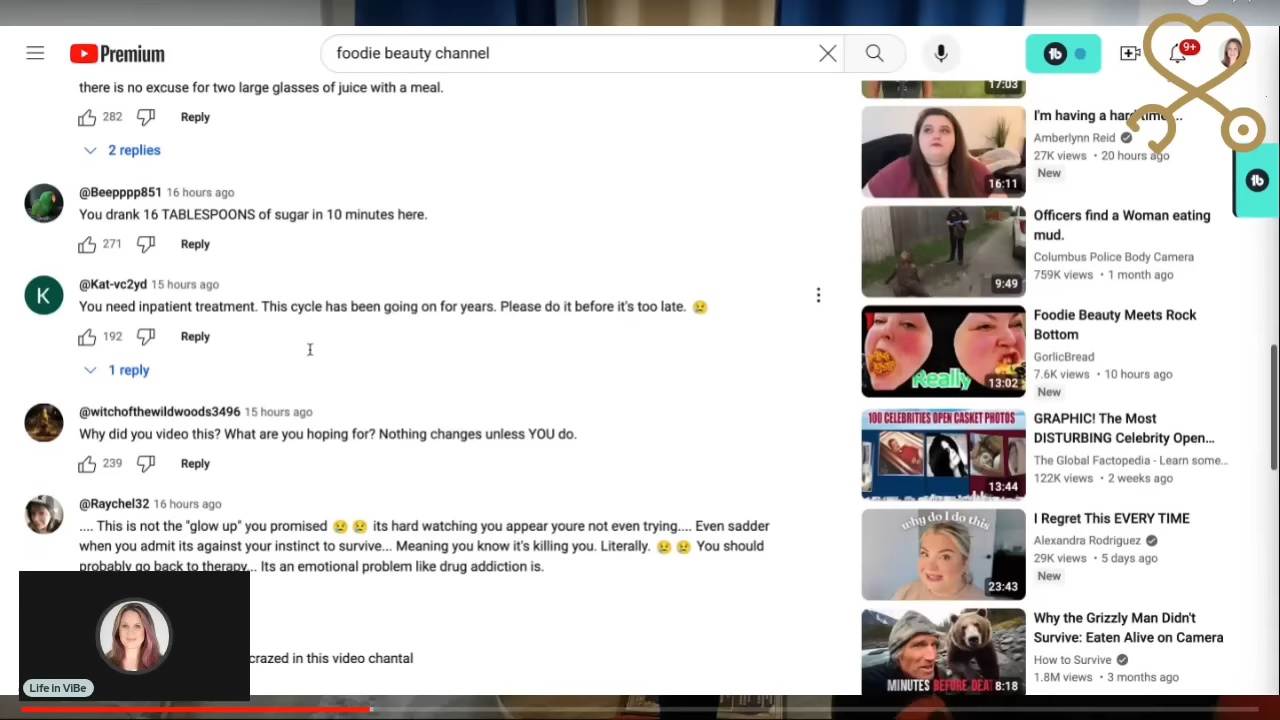 Premium
foodie beauty channel
9+
there is no excuse for two large glasses of juice with a meal.
282
Reply
2 replies
@Beepppp851 16 hours ago
You drank 16 TABLESPOONS of sugar in 10 minutes here.
271
Reply
K
@Kat-vc2yd 15 hours ago
You need inpatient treatment. This cycle has been going on for years. Please do it before it's too late. 😢
192
Reply
1 reply
@witchofthewildwoods3496 15 hours ago
Why did you video this? What are you hoping for? Nothing changes unless YOU do.
239
Reply
@Raychel32 16 hours ago
.... This is not the "glow up" you promised 😢 😢 its hard watching you appear youre not even trying.... Even sadder
when you admit its against your instinct to survive... Meaning you know it's killing you. Literally. 😢 😢 You should
probably go back to therapy... Its an emotional problem like drug addiction is.
crazed in this video chantal
Life in ViBe
17:03
I'm having a hard time...
Amberlynn Reid
27K views • 20 hours ago
New
16:11
Officers find a Woman eating
mud.
Columbus Police Body Camera
759K views • 1 month ago
9:49
Foodie Beauty Meets Rock
Bottom
GorlicBread
7.6K views • 10 hours ago
New
Really
13:02
100 CELEBRITIES OPEN CASKET PHOTOS
GRAPHIC! The Most
DISTURBING Celebrity Open...
The Global Factopedia - Learn some...
122K views • 2 weeks ago
13:44
why do I do this
I Regret This EVERY TIME
Alexandra Rodriguez
29K views • 5 days ago
New
23:43
Why the Grizzly Man Didn't
Survive: Eaten Alive on Camera
How to Survive
1.8M views • 3 months ago
MINUTES BEFORE DEAT
8:18